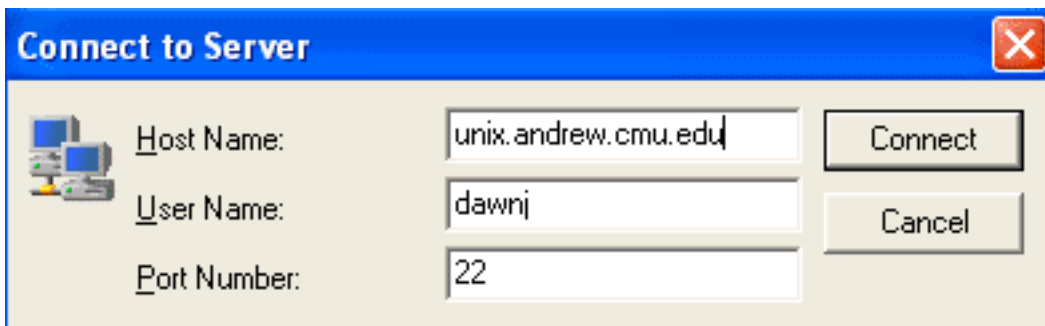 Connect to Server
Host Name: unix.andrew.cmu.edu Connect
User Name: dawnj Cancel
Port Number: 22